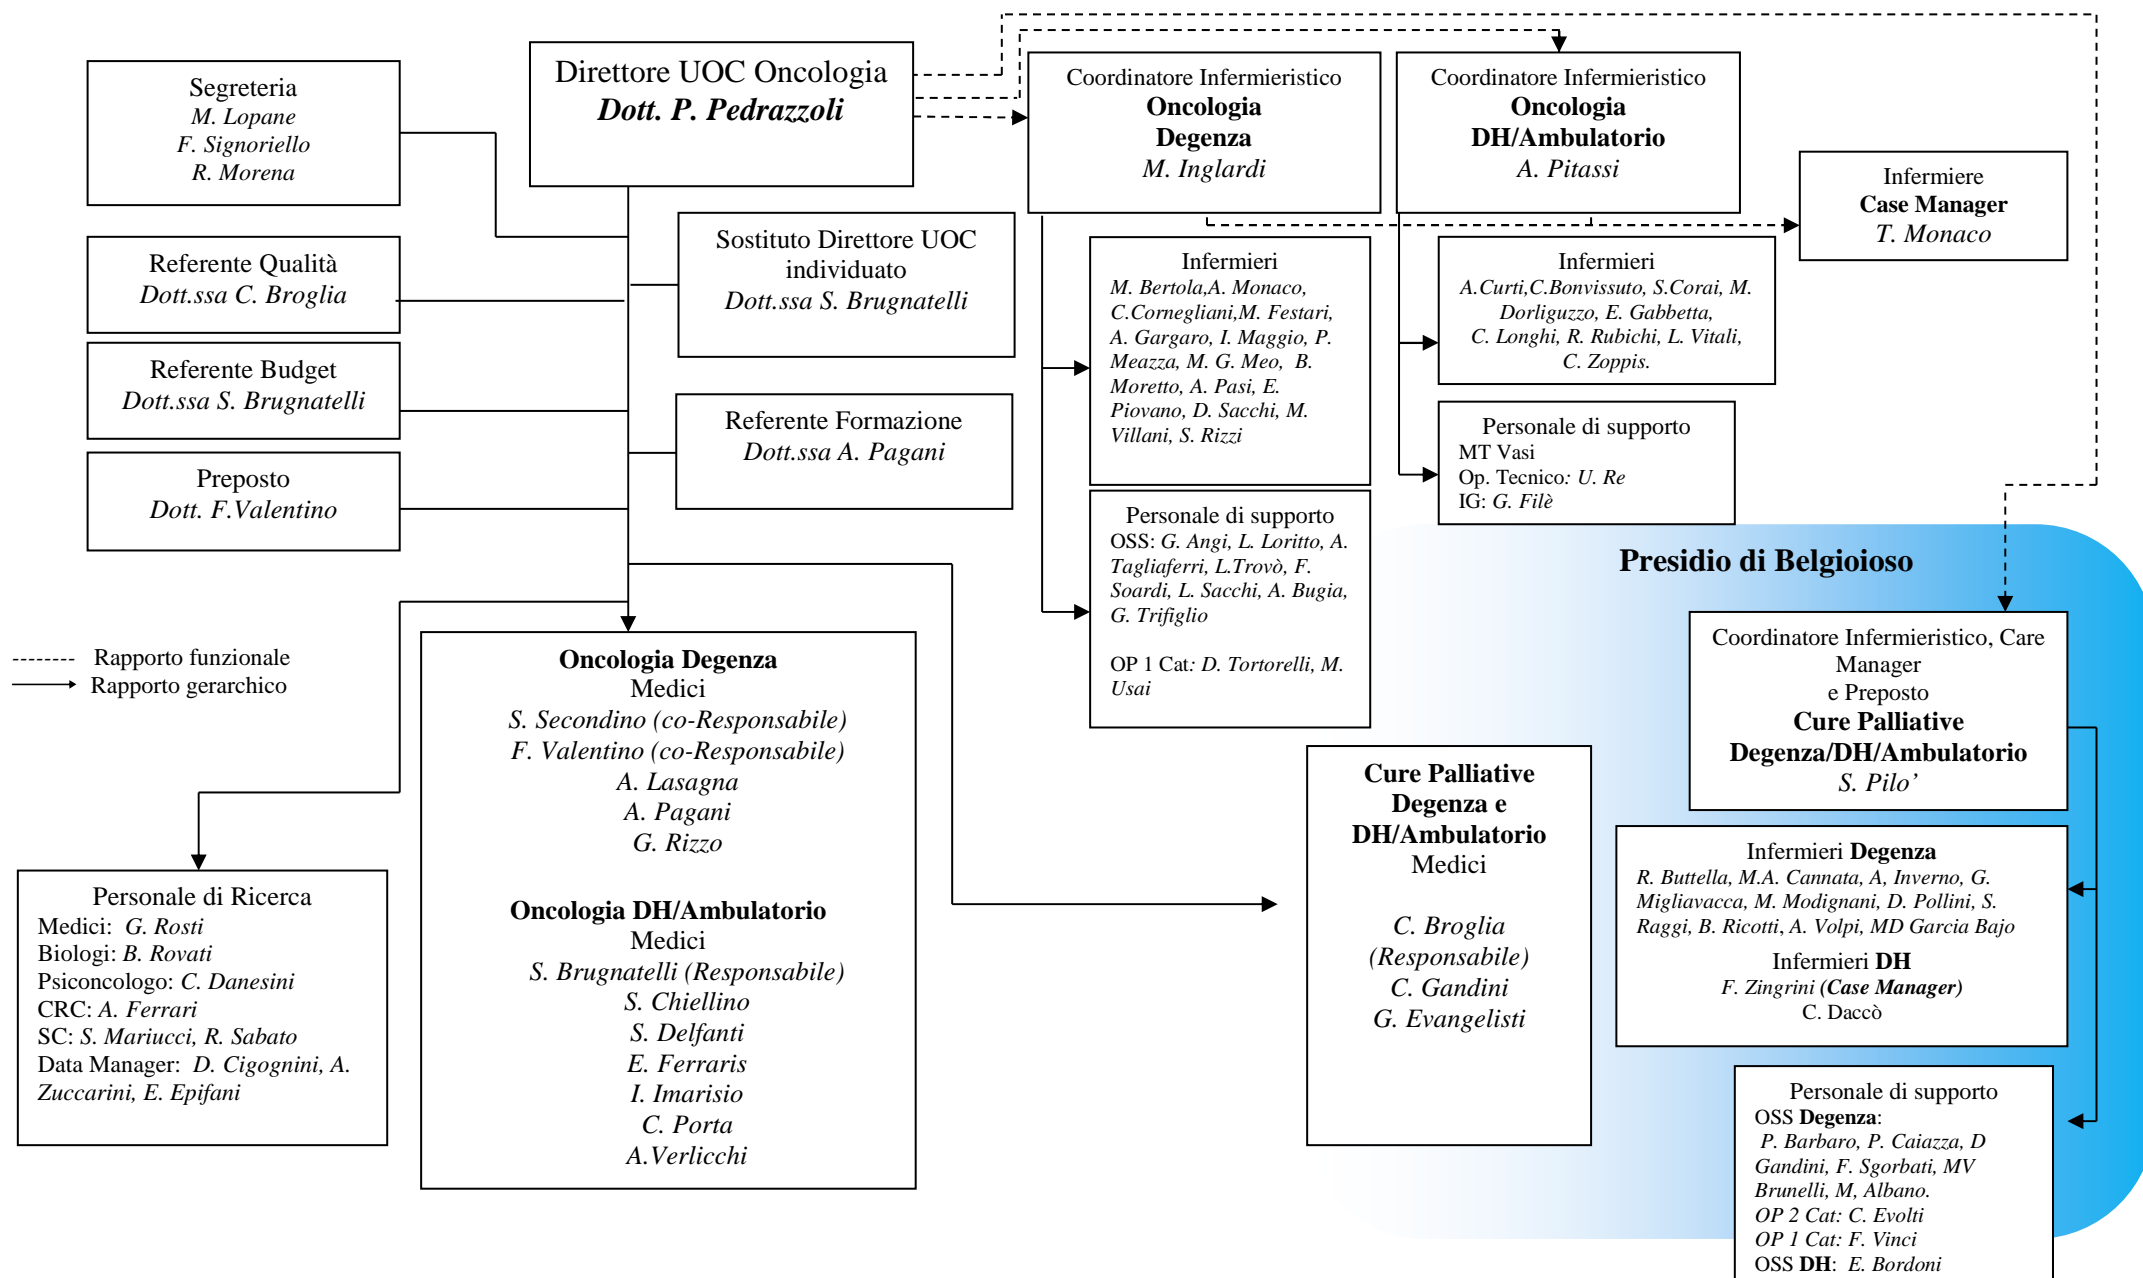 Direttore UOC Oncologia
Dott. P. Pedrazzoli
Segreteria
M. Lopane
F. Signoriello
R. Morena
Referente Qualità
Dott.ssa C. Broglia
Referente Budget
Dott.ssa S. Brugnatelli
Preposto
Dott. F.Valentino
Sostituto Direttore UOC
individuato
Dott.ssa S. Brugnatelli
Referente Formazione
Dott.ssa A. Pagani
Coordinatore Infermieristico
Oncologia
Degenza
M. Inglardi
Coordinatore Infermieristico
Oncologia
DH/Ambulatorio
A. Pitassi
Infermiere
Case Manager
T. Monaco
Infermieri
M. Bertola,A. Monaco,
C.Cornegliani,M. Festari,
A. Gargaro, I. Maggio, P.
Meazza, M. G. Meo, B.
Moretto, A. Pasi, E.
Piovano, D. Sacchi, M.
Villani, S. Rizzi
Infermieri
A.Curti,C.Bonvissuto, S.Corai, M.
Dorliguzzo, E. Gabbetta,
C. Longhi, R. Rubichi, L. Vitali,
C. Zoppis.
Personale di supporto
MT Vasi
Op. Tecnico: U. Re
IG: G. Filè
Personale di supporto
OSS: G. Angi, L. Loritto, A.
Tagliaferri, L.Trovò, F.
Soardi, L. Sacchi, A. Bugia,
G. Trifiglio
OP 1 Cat: D. Tortorelli, M.
Usai
Rapporto funzionale
Rapporto gerarchico
Oncologia Degenza
Medici
S. Secondino (co-Responsabile)
F. Valentino (co-Responsabile)
A. Lasagna
A. Pagani
G. Rizzo
Oncologia DH/Ambulatorio
Medici
S. Brugnatelli (Responsabile)
S. Chiellino
S. Delfanti
E. Ferraris
I. Imarisio
C. Porta
A.Verlicchi
Personale di Ricerca
Medici: G. Rosti
Biologi: B. Rovati
Psiconcologo: C. Danesini
CRC: A. Ferrari
SC: S. Mariucci, R. Sabato
Data Manager: D. Cigognini, A.
Zuccarini, E. Epifani
Presidio di Belgioioso
Cure Palliative
Degenza e
DH/Ambulatorio
Medici
C. Broglia
(Responsabile)
C. Gandini
G. Evangelisti
Coordinatore Infermieristico, Care
Manager
e Preposto
Cure Palliative
Degenza/DH/Ambulatorio
S. Pilo’
Infermieri Degenza
R. Buttella, M.A. Cannata, A, Inverno, G.
Migliavacca, M. Modignani, D. Pollini, S.
Raggi, B. Ricotti, A. Volpi, MD Garcia Bajo
Infermieri DH
F. Zingrini (Case Manager)
C. Daccò
Personale di supporto
OSS Degenza:
P. Barbaro, P. Caiazza, D
Gandini, F. Sgorbati, MV
Brunelli, M, Albano.
OP 2 Cat: C. Evolti
OP 1 Cat: F. Vinci
OSS DH: E. Bordoni